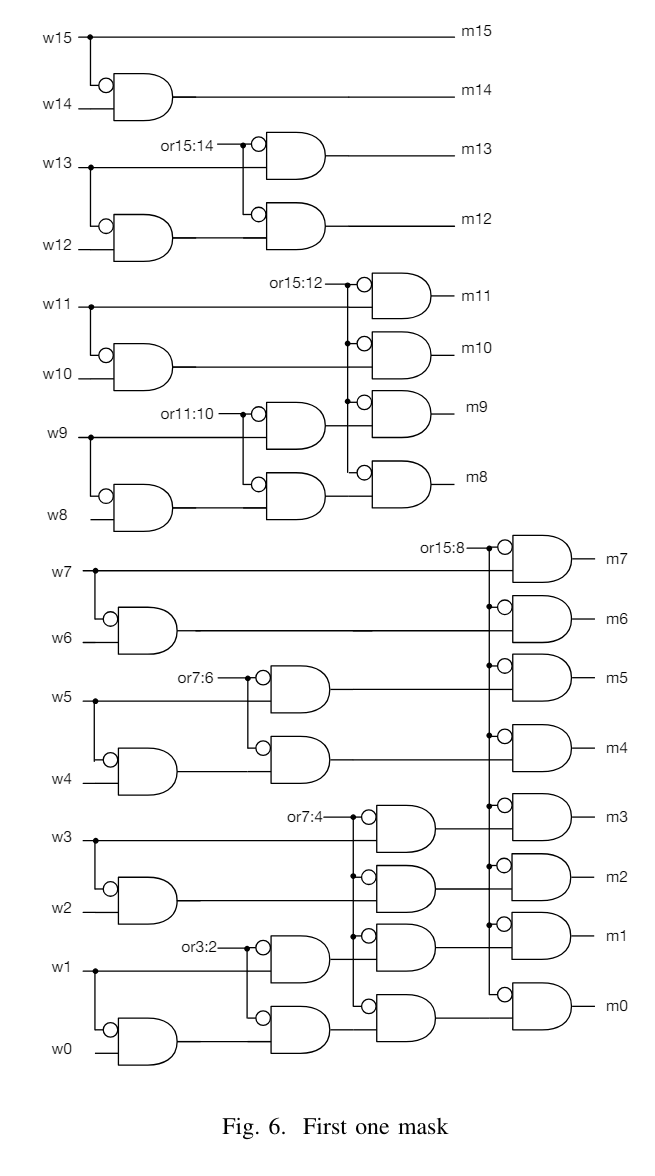 w15
m15
w14
m14
or15:14
m13
w13
m12
w12
or15:12
m11
w11
m10
w10
or11:10
m9
w9
m8
w8
or15:8
m7
w7
m6
w6
or7:6
m5
w5
m4
w4
or7:4
m3
w3
m2
w2
or3:2
m1
w1
m0
w0
Fig. 6. First one mask